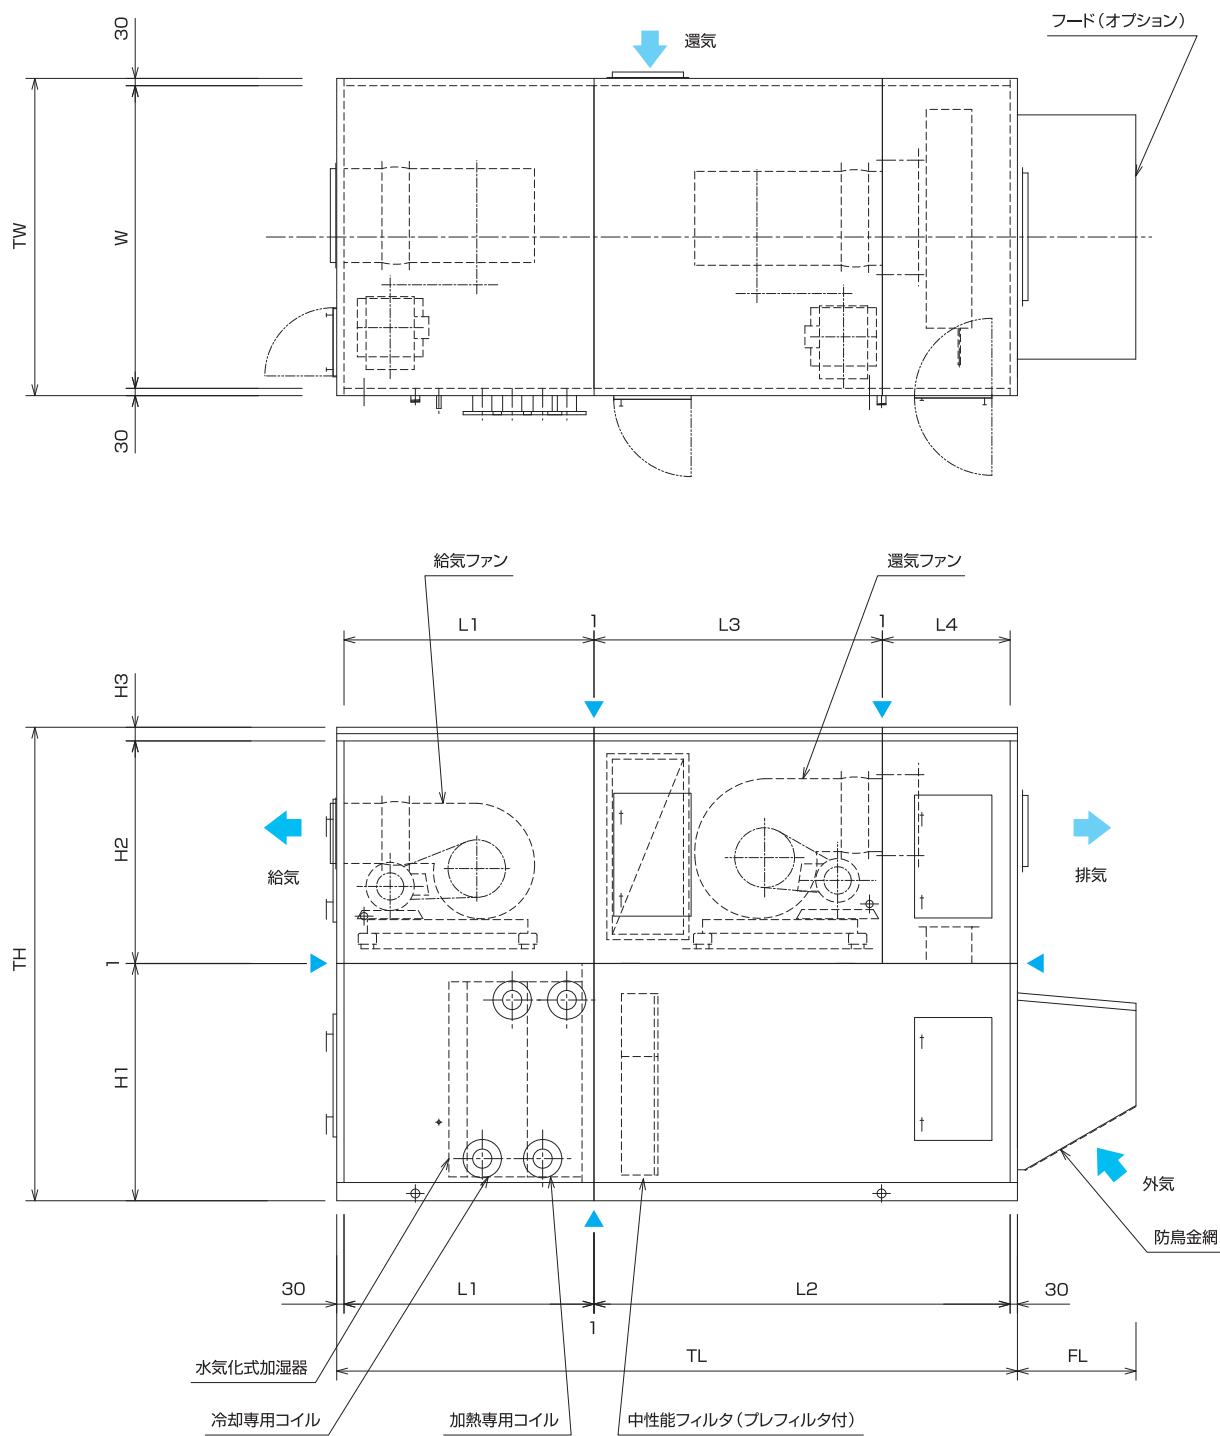 フード（オプション）
30
還気
TW
W
30
給気ファン
還気ファン
L1
1
L3
1
L4
H3
H2
給気
排気
TH
1
H1
外気
防鳥金網
30
L1
L2
30
1
TL
FL
水気化式加湿器
冷却専用コイル
加熱専用コイル
中性能フィルタ（プレフィルタ付）